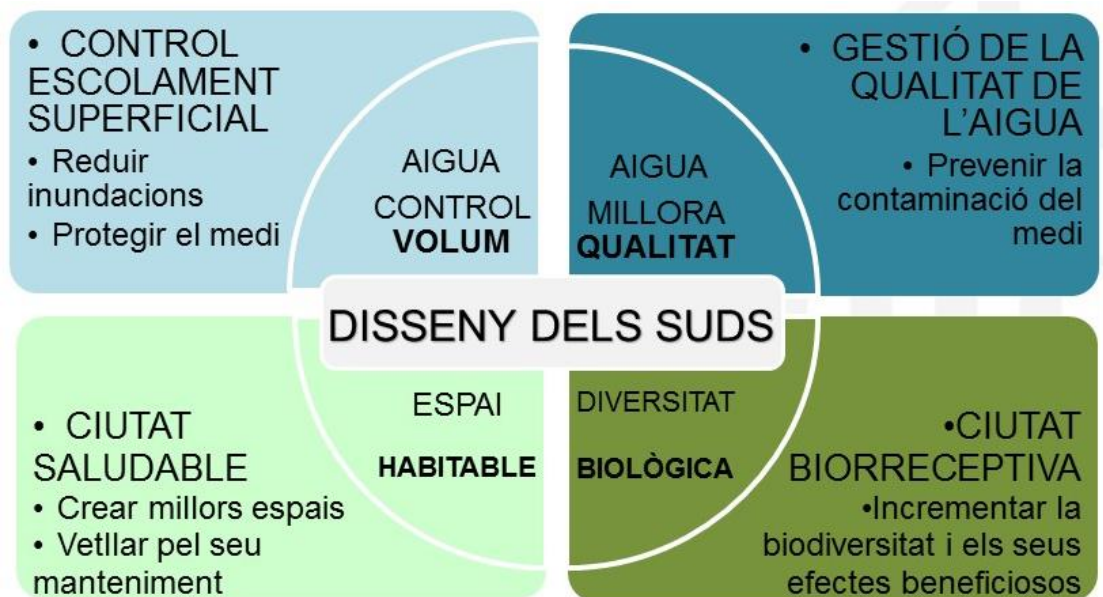 • CONTROL
ESCOLAMENT
SUPERFICIAL
• Reduir
inundacions
• Protegir el medi
AIGUA
CONTROL
VOLUM
AIGUA
MILLORA
QUALITAT
• GESTIÓ DE LA
QUALITAT DE
L'AIGUA
• Prevenir la
contaminació del
medi
DISSENY DELS SUDS
• CIUTAT
SALUDABLE
• Crear millors espais
• Vetllar pel seu
manteniment
ESPAI
HABITABLE
DIVERSITAT
BIOLÒGICA
•CIUTAT
BIORRECEPTIVA
•Incrementar la
biodiversitat i els seus
efectes beneficiosos